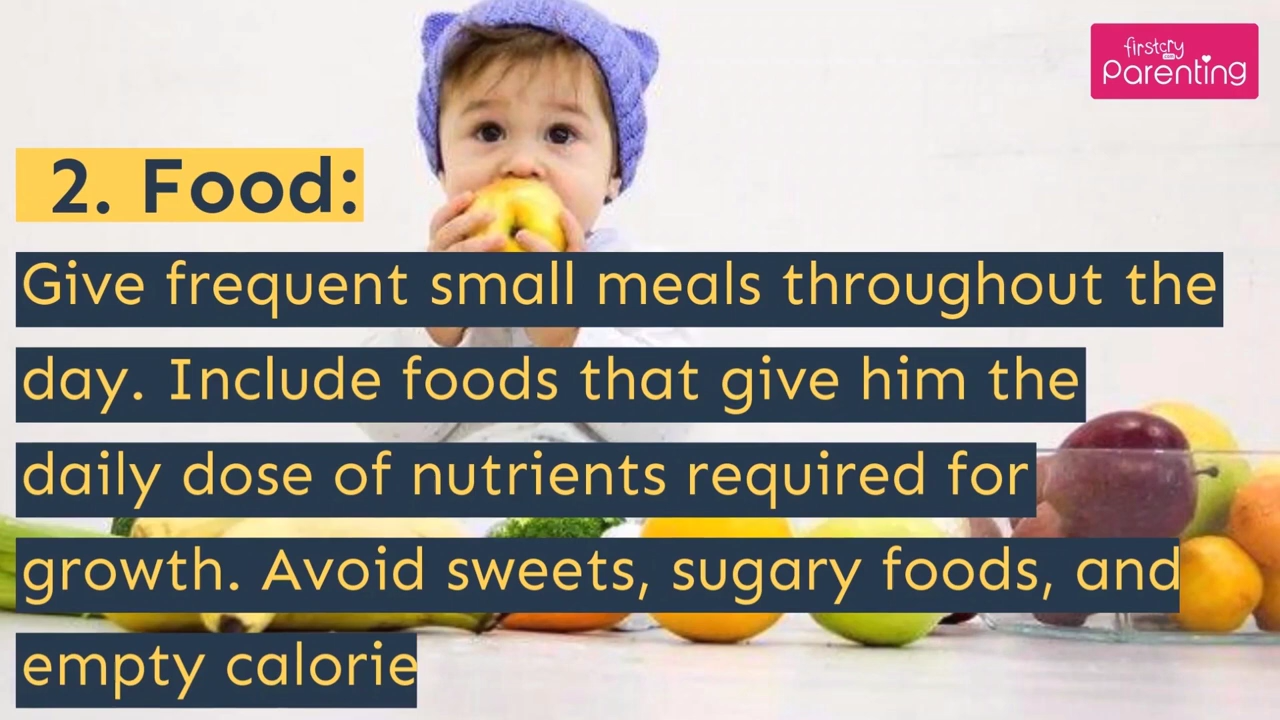 firstcry
.com
Parenting
2. Food:
Give frequent small meals throughout the
day. Include foods that give him the
daily dose of nutrients required for
growth. Avoid sweets, sugary foods, and
empty calorie